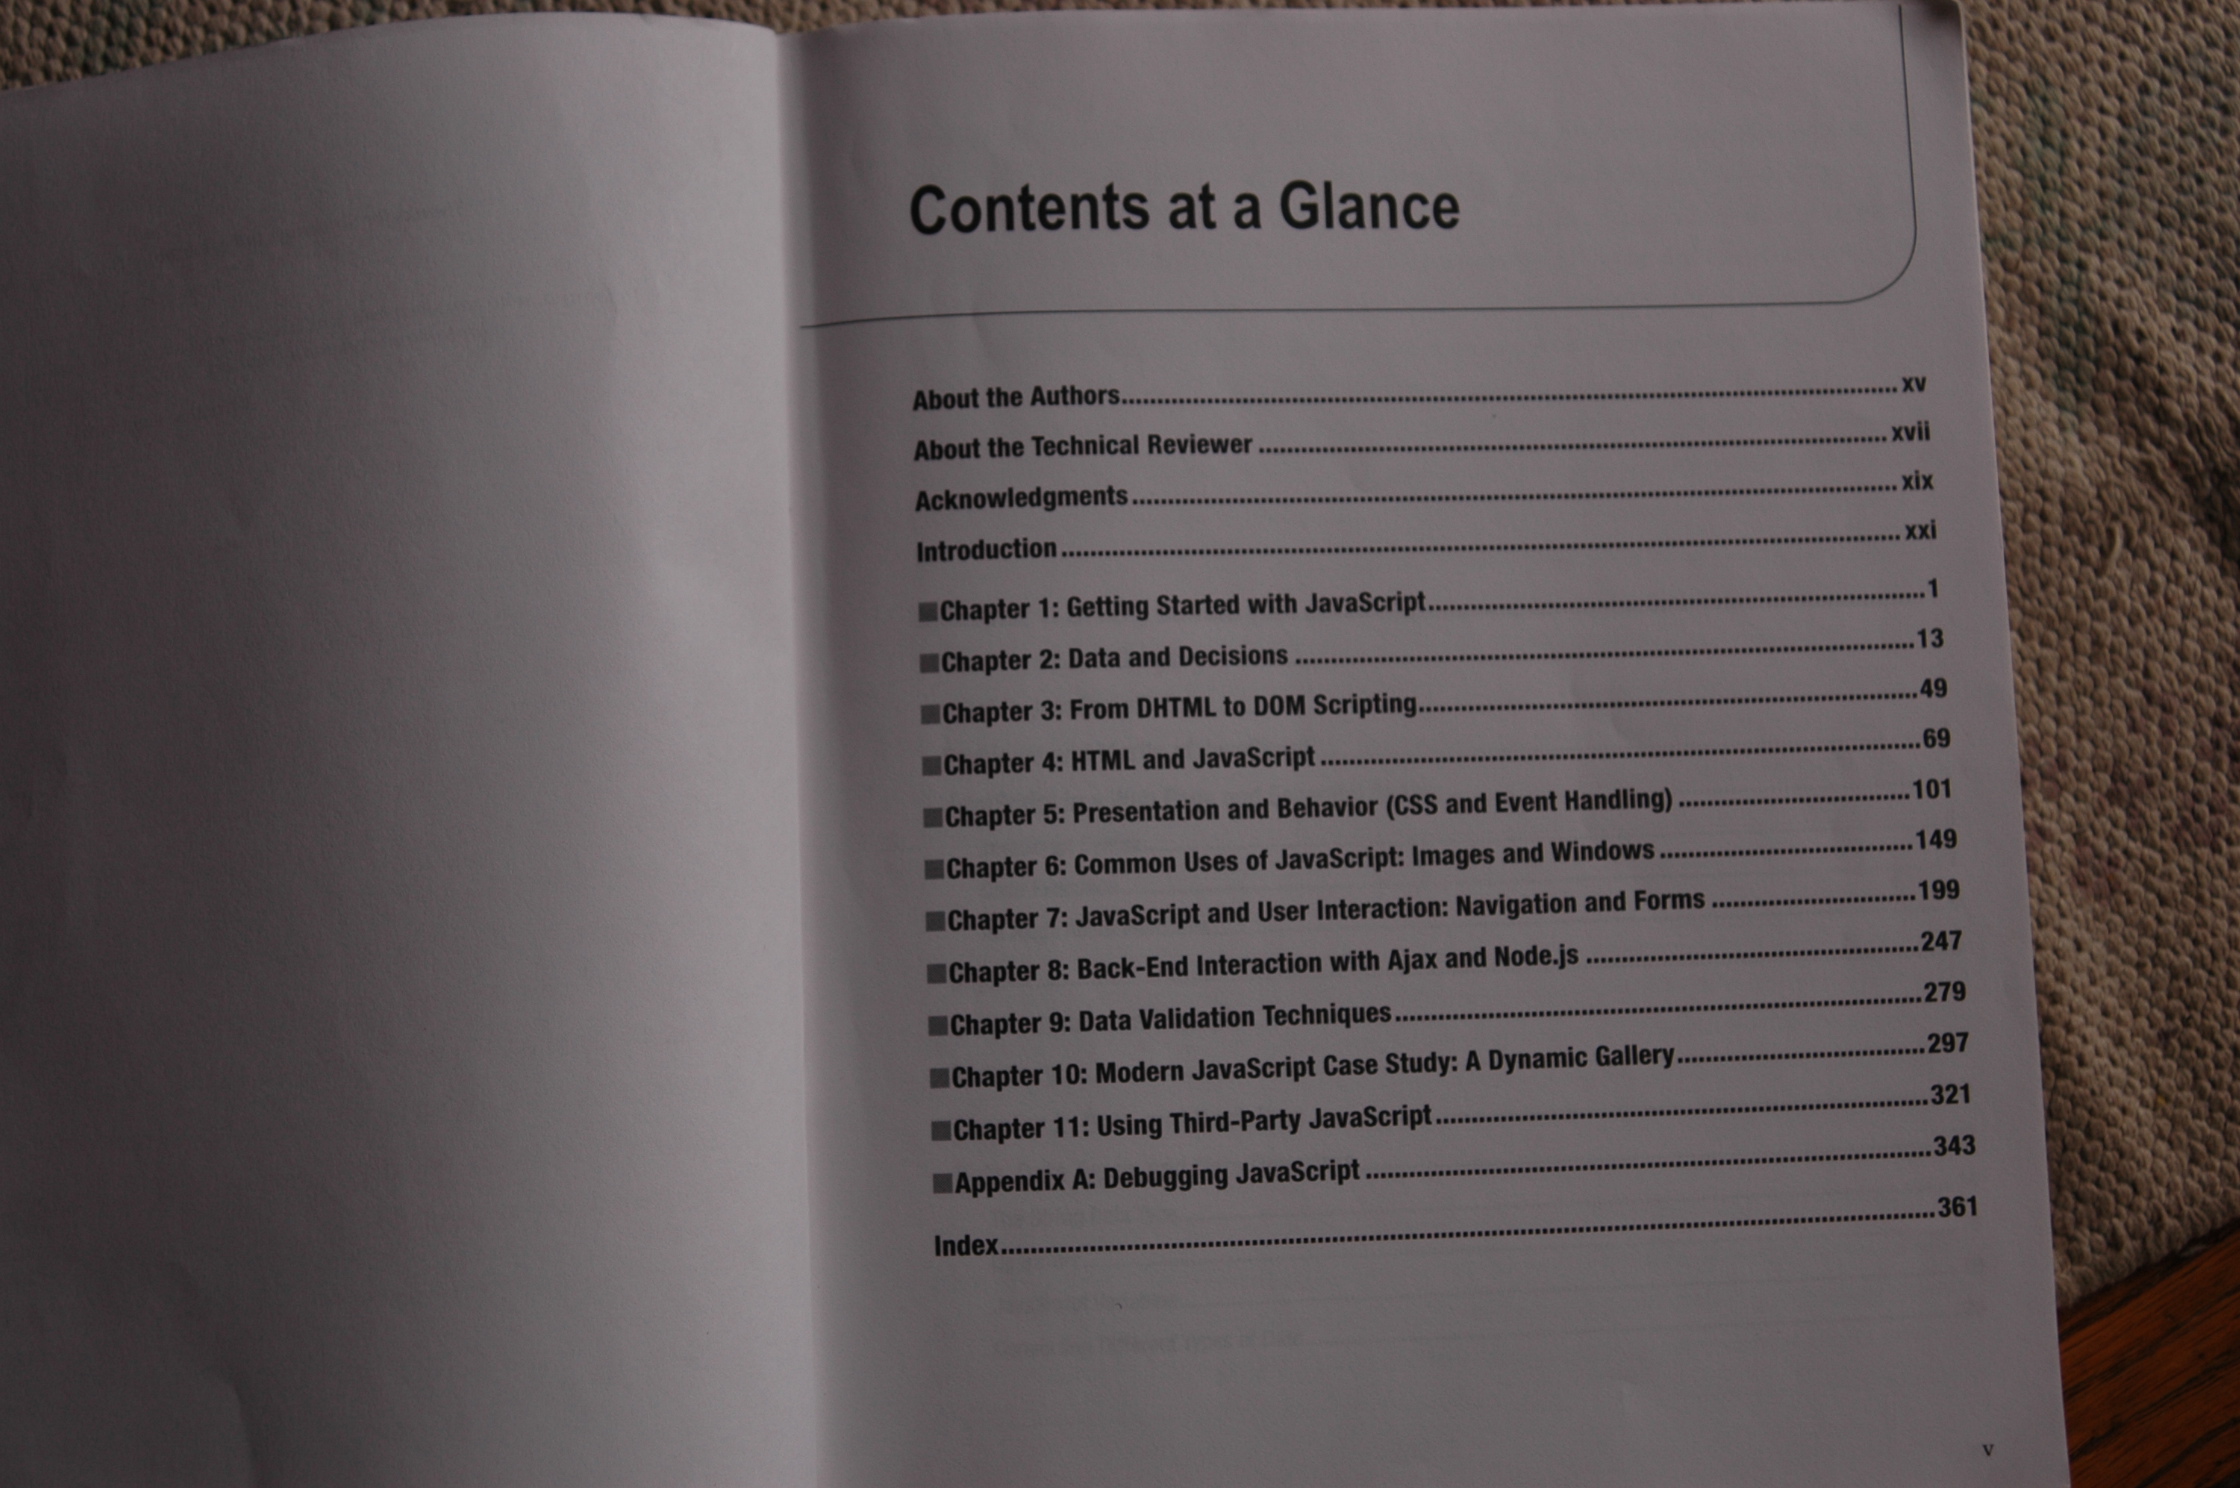 Contents at a Glance
About the Authors.......... xv
About the Technical Reviewer .......... xvii
Acknowledgments.......... xix
Introduction.......... xxi
■Chapter 1: Getting Started with JavaScript..........1
■Chapter 2: Data and Decisions ..........13
■Chapter 3: From DHTML to DOM Scripting..........49
■Chapter 4: HTML and JavaScript ..........69
■Chapter 5: Presentation and Behavior (CSS and Event Handling) ..........101
■Chapter 6: Common Uses of JavaScript: Images and Windows ..........149
■Chapter 7: JavaScript and User Interaction: Navigation and Forms ..........199
■Chapter 8: Back-End Interaction with Ajax and Node.js ..........247
■Chapter 9: Data Validation Techniques..........279
■Chapter 10: Modern JavaScript Case Study: A Dynamic Gallery..........297
■Chapter 11: Using Third-Party JavaScript..........321
■Appendix A: Debugging JavaScript ..........343
Index..........361
v